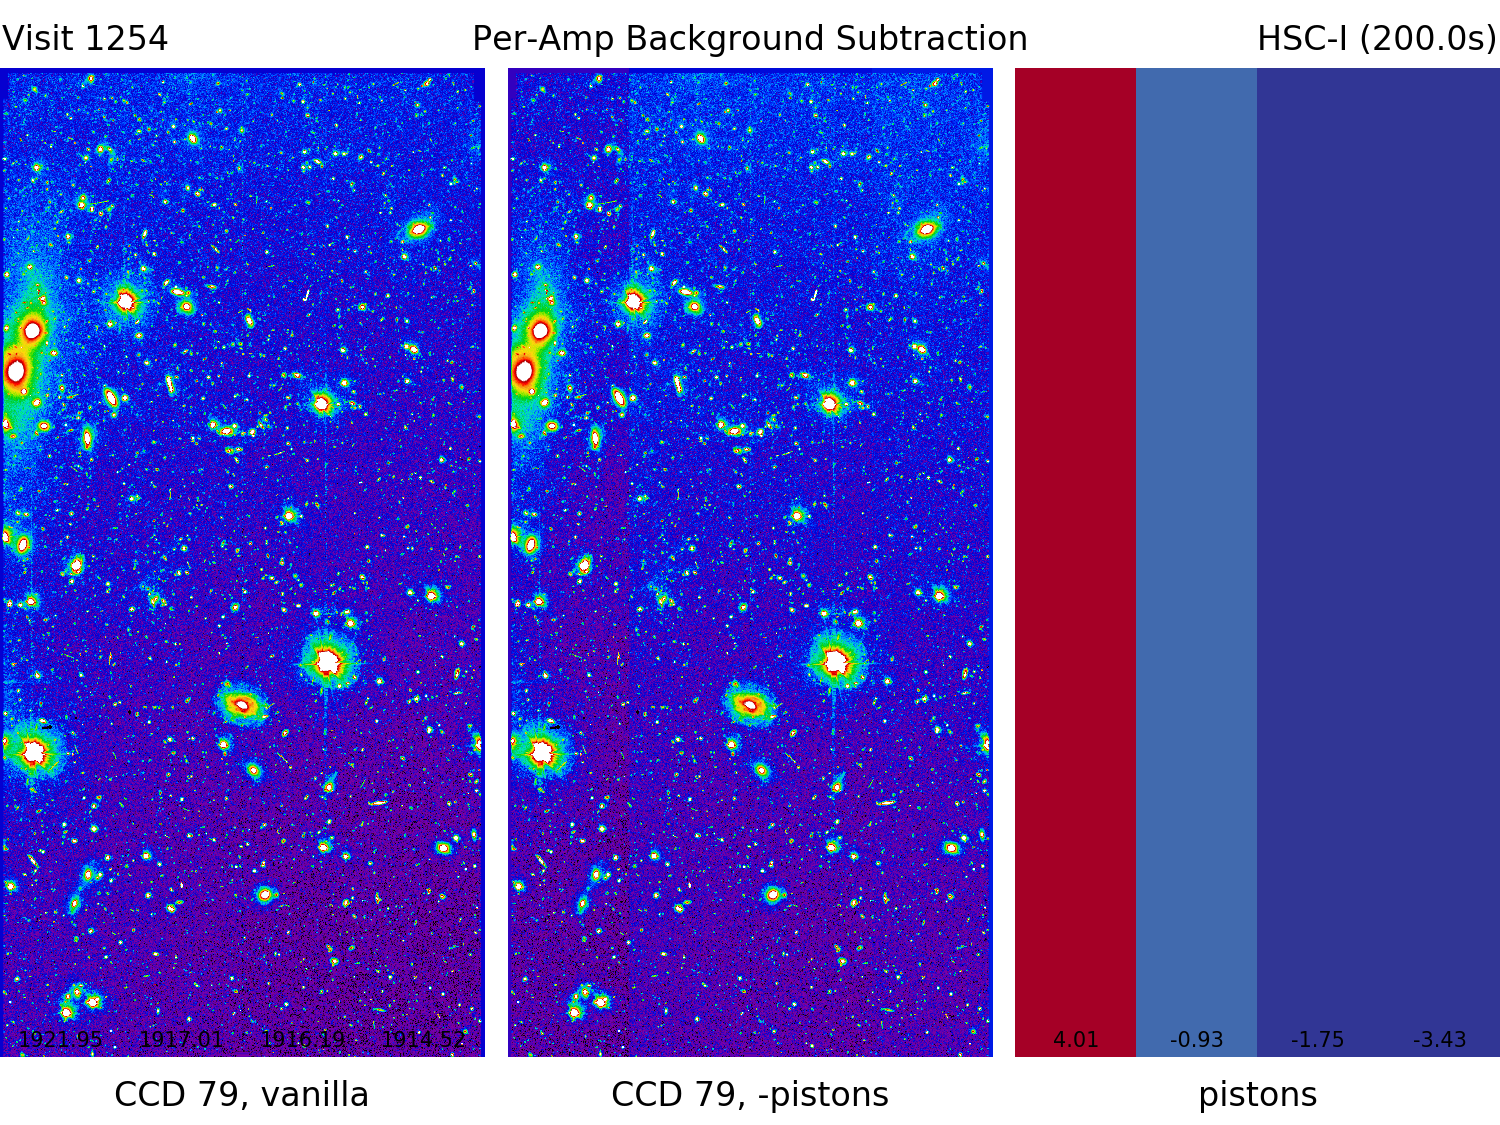 Visit 1254 Per-Amp Background Subtraction HSC-I (200.0s)
1921.95 1917.01 1916.19 1914.52 4.01 -0.93 -1.75 -3.43
CCD 79, vanilla CCD 79, -pistons pistons